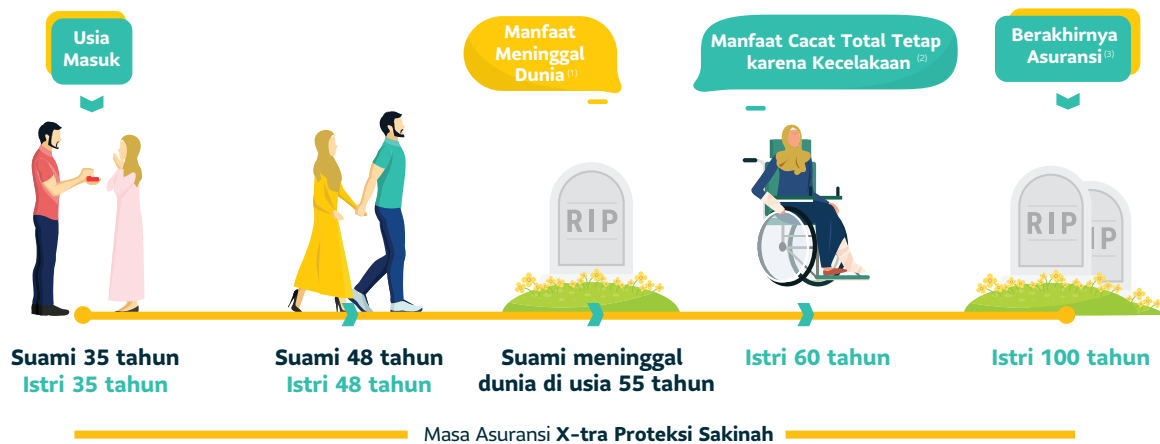 Usia
Masuk
Manfaat
Meninggal
Dunia (1)
Manfaat Cacat Total Tetap
karena Kecelakaan (2)
Berakhirnya
Asuransi (3)
RIP
RIP
IP
Suami 35 tahun
Istri 35 tahun
Suami 48 tahun
Istri 48 tahun
Suami meninggal
dunia di usia 55 tahun
Istri 60 tahun
Istri 100 tahun
Masa Asuransi X-tra Proteksi Sakinah